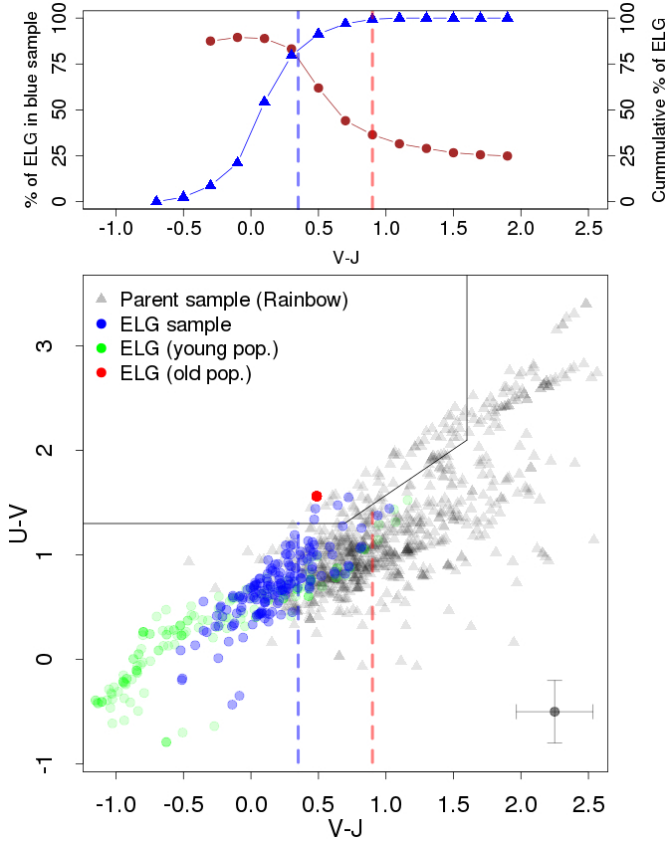 % of ELG in blue sample
0 25 50 75 100
0 25 50 75 100
Cummulative % of ELG
-1.0 -0.5 0.0 0.5 1.0 1.5 2.0 2.5
V-J
Parent sample (Rainbow)
ELG sample
ELG (young pop.)
ELG (old pop.)
U-V
3
2
1
0
-1
-1.0 -0.5 0.0 0.5 1.0 1.5 2.0 2.5
V-J